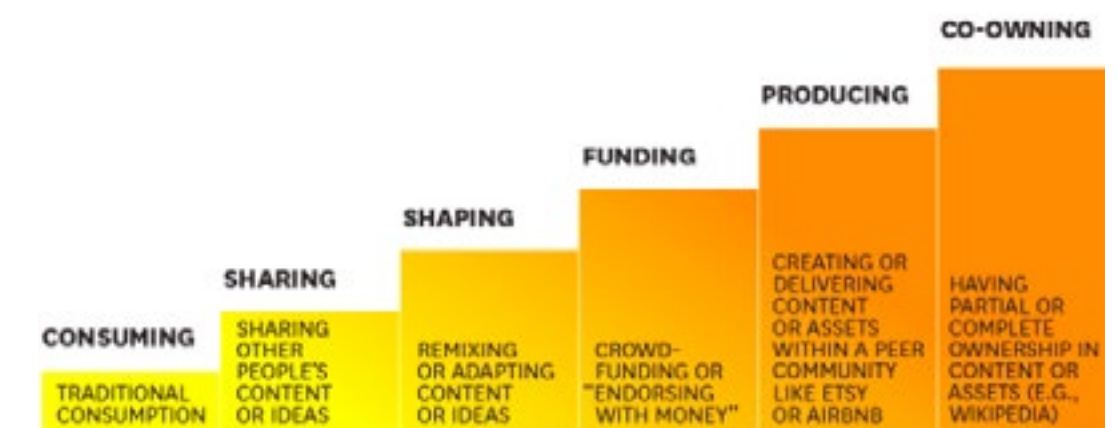 CONSUMING
TRADITIONAL
CONSUMPTION
SHARING
SHARING
OTHER
PEOPLE'S
CONTENT
OR IDEAS
SHAPING
REMIXING
OR ADAPTING
CONTENT
OR IDEAS
FUNDING
CROWD-
FUNDING OR
"ENDORSING
WITH MONEY"
PRODUCING
CREATING OR
DELIVERING
CONTENT
OR ASSETS
WITHIN A PEER
COMMUNITY
LIKE ETSY
OR AIRBNB
CO-OWNING
HAVING
PARTIAL OR
COMPLETE
OWNERSHIP IN
CONTENT OR
ASSETS (E.G.,
WIKIPEDIA)